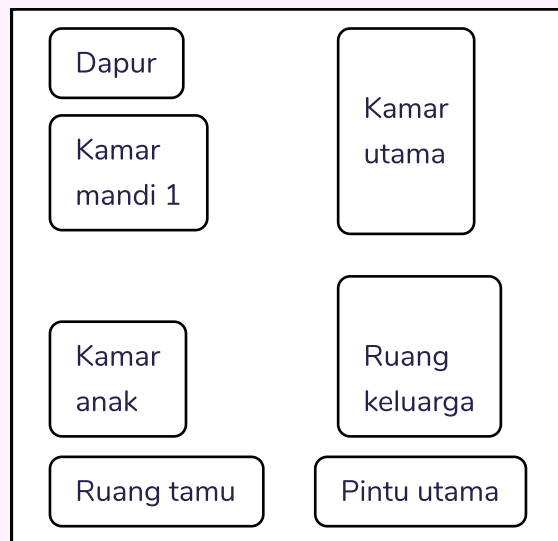 Dapur
Kamar
mandi 1
Kamar
utama
Kamar
anak
Ruang
keluarga
Ruang tamu
Pintu utama